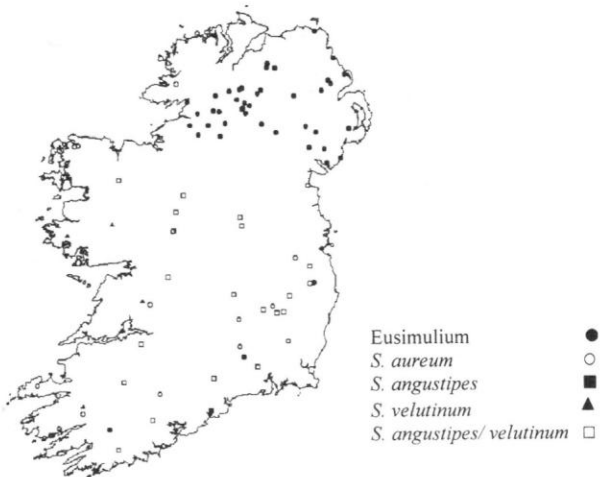 Eusimulium
S. aureum
S. angustipes
S. velutinum
S. angustipes/ velutinum